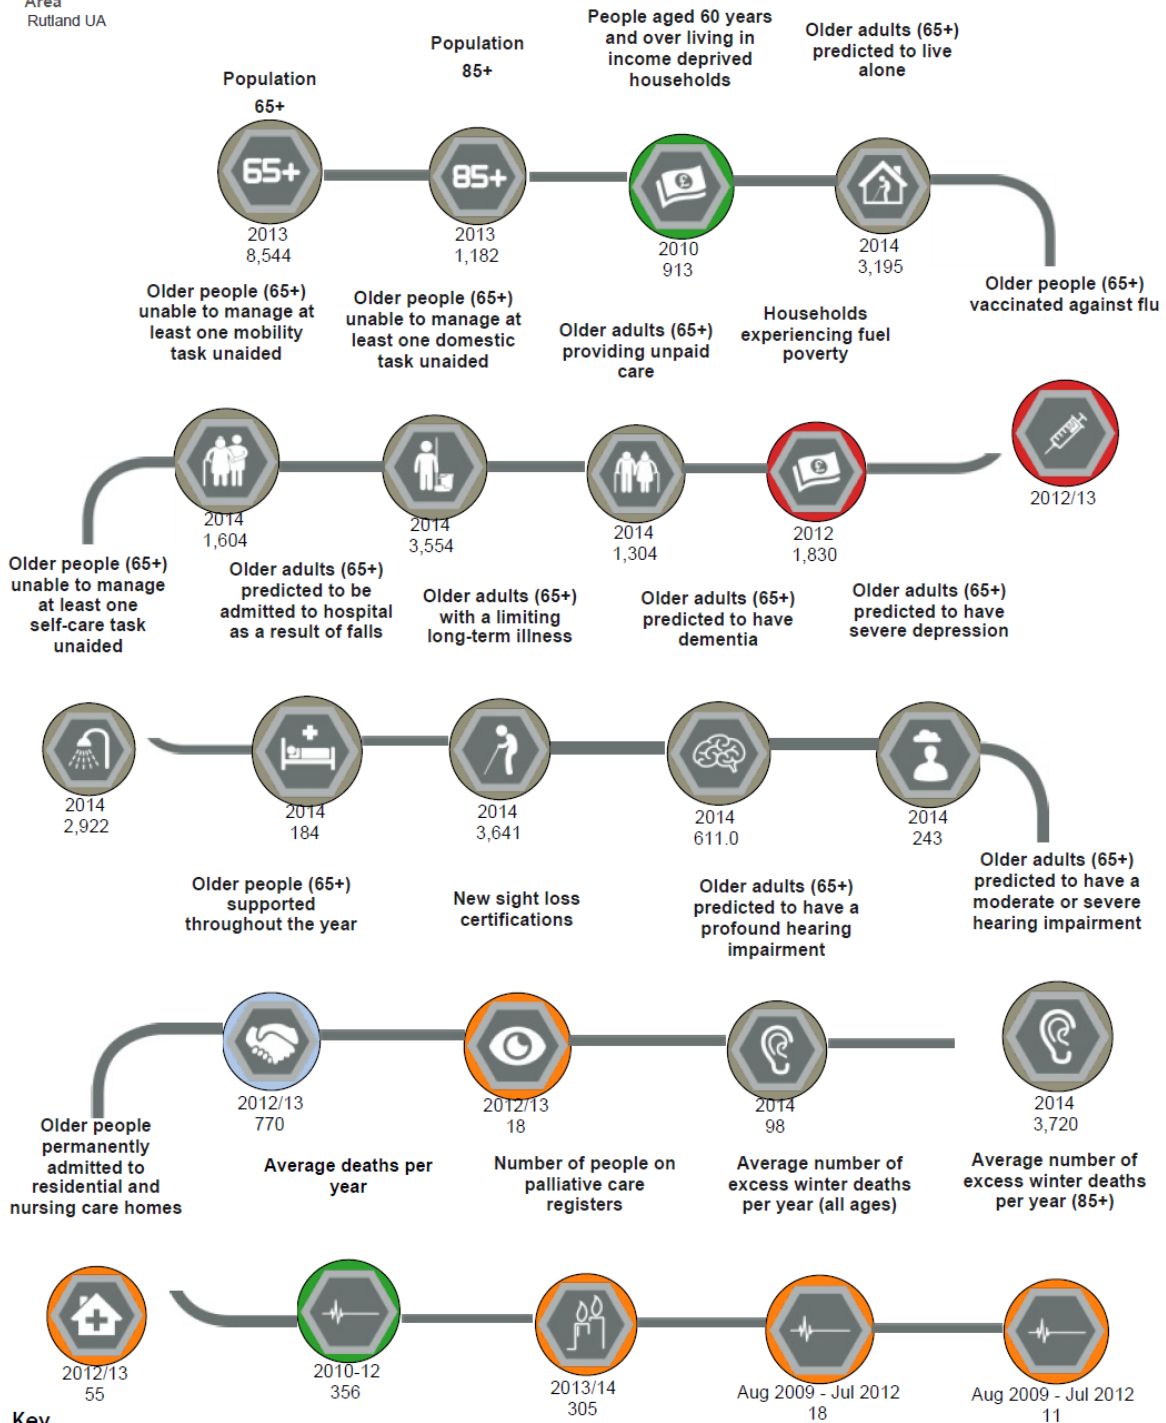 Area
Rutland UA
Population
65+
Population
85+
People aged 60 years
and over living in
income deprived
households
Older adults (65+)
predicted to live
alone
65+
85+
£
2013
8,544
2013
1,182
2010
913
2014
3,195
Older people (65+)
vaccinated against flu
Older people (65+)
unable to manage at
least one mobility
task unaided
Older people (65+)
unable to manage at
least one domestic
task unaided
Older adults (65+)
providing unpaid
care
Households
experiencing fuel
poverty
£
2014
1,604
2014
3,554
2014
1,304
2012
1,830
2012/13
Older people (65+)
unable to manage
at least one
self-care task
unaided
Older adults (65+)
predicted to be
admitted to hospital
as a result of falls
Older adults (65+)
with a limiting
long-term illness
Older adults (65+)
predicted to have
dementia
Older adults (65+)
predicted to have
severe depression
2014
2,922
2014
184
2014
3,641
2014
611.0
2014
243
Older people (65+)
supported
throughout the year
New sight loss
certifications
Older adults (65+)
predicted to have a
profound hearing
impairment
Older adults (65+)
predicted to have a
moderate or severe
hearing impairment
2012/13
770
2012/13
18
2014
98
2014
3,720
Older people
permanently
admitted to
residential and
nursing care homes
Average deaths per
year
Number of people on
palliative care
registers
Average number of
excess winter deaths
per year (all ages)
Average number of
excess winter deaths
per year (85+)
2012/13
55
2010-12
356
2013/14
305
Aug 2009 - Jul 2012
18
Aug 2009 - Jul 2012
11
Key